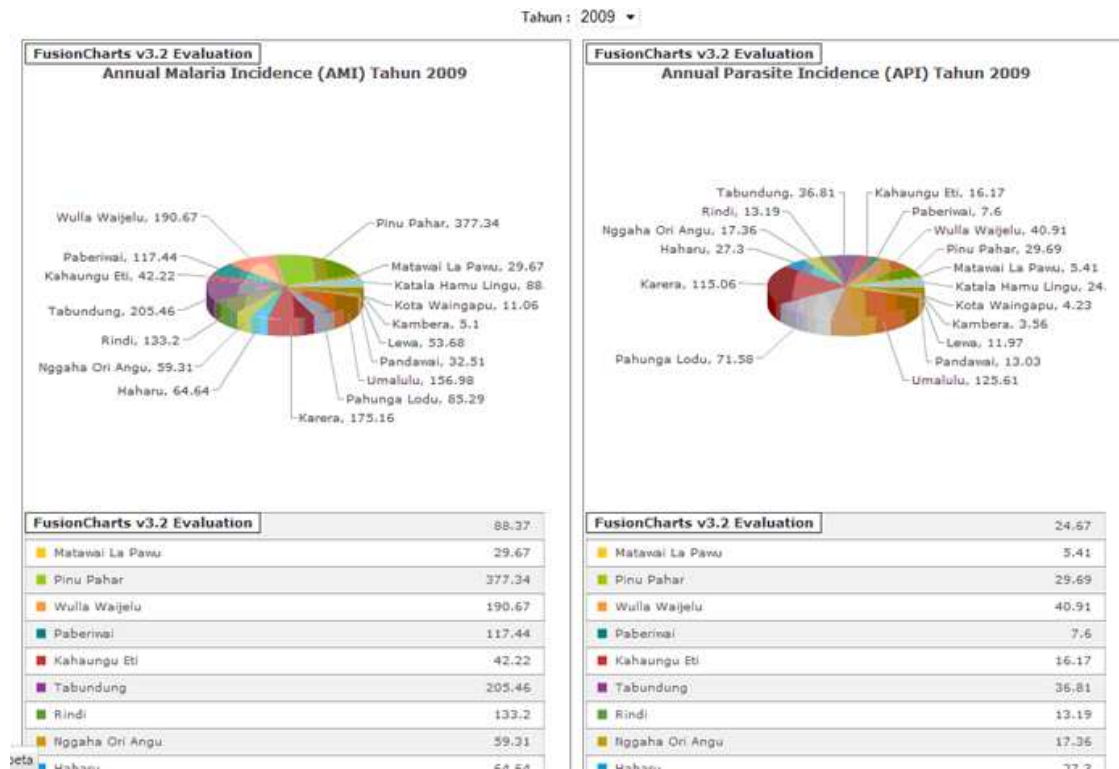 Tahun : 2009
FusionCharts v3.2 Evaluation
Annual Malaria Incidence (AMI) Tahun 2009
Wulla Waijelu, 190.67
Pinu Pahar, 377.34
Paberiwai, 117.44
Matawai La Pawu, 29.67
Kahaungu Eti, 42.22
Katala Hamu Lingu, 88.
Tabundung, 205.46
Kota Waingapu, 11.06
Kambera, 5.1
Rindi, 133.2
Lewa, 53.68
Nggaha Ori Angu, 59.31
Pandawai, 32.51
Haharu, 64.64
Umalulu, 156.98
Pahunga Lodu, 85.29
Karera, 175.16
FusionCharts v3.2 Evaluation 88.37
Matawai La Pawu 29.67
Pinu Pahar 377.34
Wulla Waijelu 190.67
Paberiwai 117.44
Kahaungu Eti 42.22
Tabundung 205.46
Rindi 133.2
Nggaha Ori Angu 59.31
Haharu 64.64
FusionCharts v3.2 Evaluation
Annual Parasite Incidence (API) Tahun 2009
Tabundung, 36.81
Kahaungu Eti, 16.17
Rindi, 13.19
Paberiwai, 7.6
Nggaha Ori Angu, 17.36
Wulla Waijelu, 40.91
Haharu, 27.3
Pinu Pahar, 29.69
Matawai La Pawu, 5.41
Karera, 115.06
Katala Hamu Lingu, 24.
Kota Waingapu, 4.23
Kambera, 3.56
Lewa, 11.97
Pahunga Lodu, 71.58
Pandawai, 13.03
Umalulu, 125.61
FusionCharts v3.2 Evaluation 24.67
Matawai La Pawu 5.41
Pinu Pahar 29.69
Wulla Waijelu 40.91
Paberiwai 7.6
Kahaungu Eti 16.17
Tabundung 36.81
Rindi 13.19
Nggaha Ori Angu 17.36
Haharu 27.3